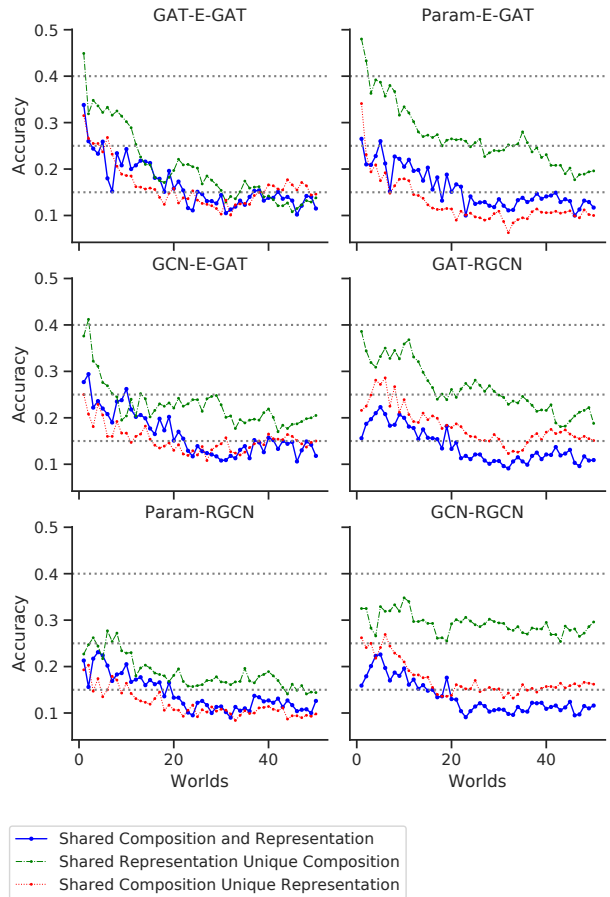 GAT-E-GAT
Param-E-GAT
0.5
0.4
0.3
0.2
0.1
Accuracy
GCN-E-GAT
GAT-RGCN
0.5
0.4
0.3
0.2
0.1
Accuracy
Param-RGCN
GCN-RGCN
0.5
0.4
0.3
0.2
0.1
Accuracy
0 20 40
0 20 40
Worlds
Worlds
Shared Composition and Representation
Shared Representation Unique Composition
Shared Composition Unique Representation